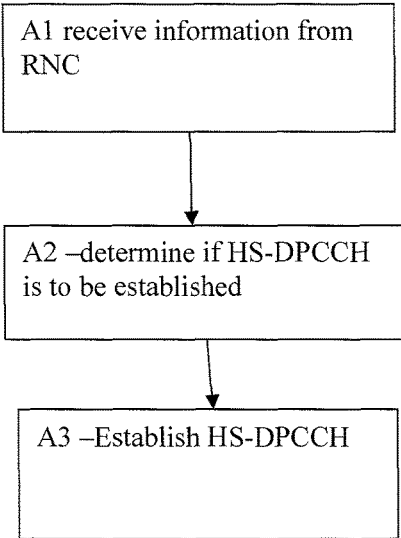 A1 receive information from
RNC
A2 –determine if HS-DPCCH
is to be established
A3 –Establish HS-DPCCH